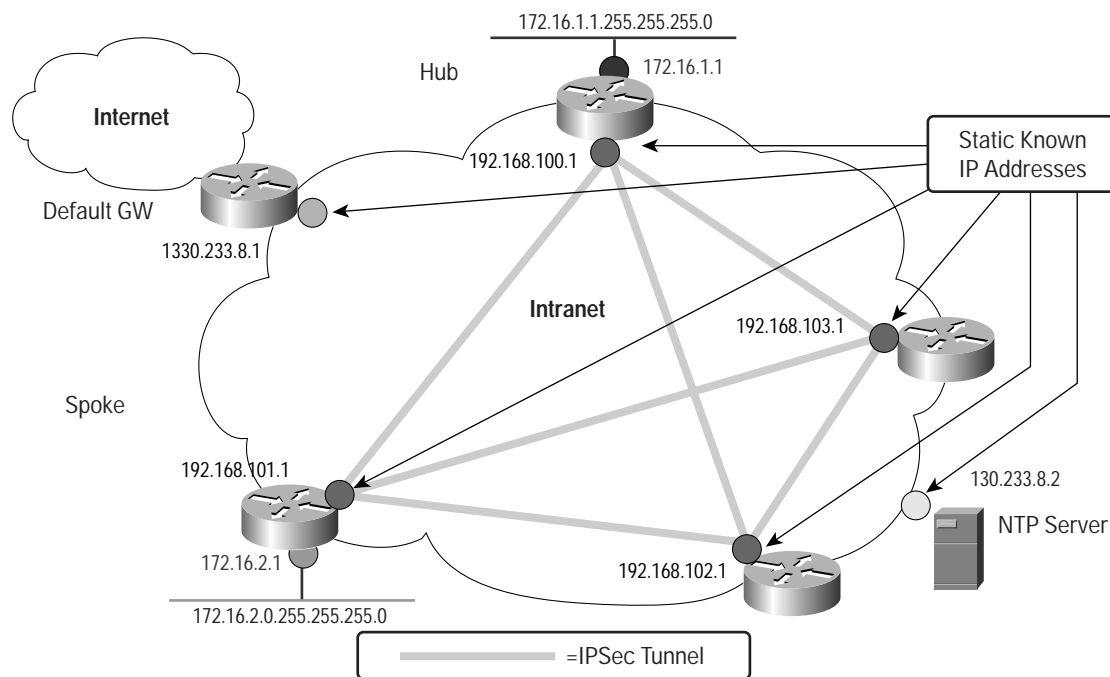 172.16.1.1.255.255.255.0
Hub
172.16.1.1
Internet
Static Known
IP Addresses
192.168.100.1
Default GW
1330.233.8.1
Intranet
192.168.103.1
Spoke
192.168.101.1
130.233.8.2
NTP Server
172.16.2.1
192.168.102.1
172.16.2.0.255.255.255.0
=IPSec Tunnel